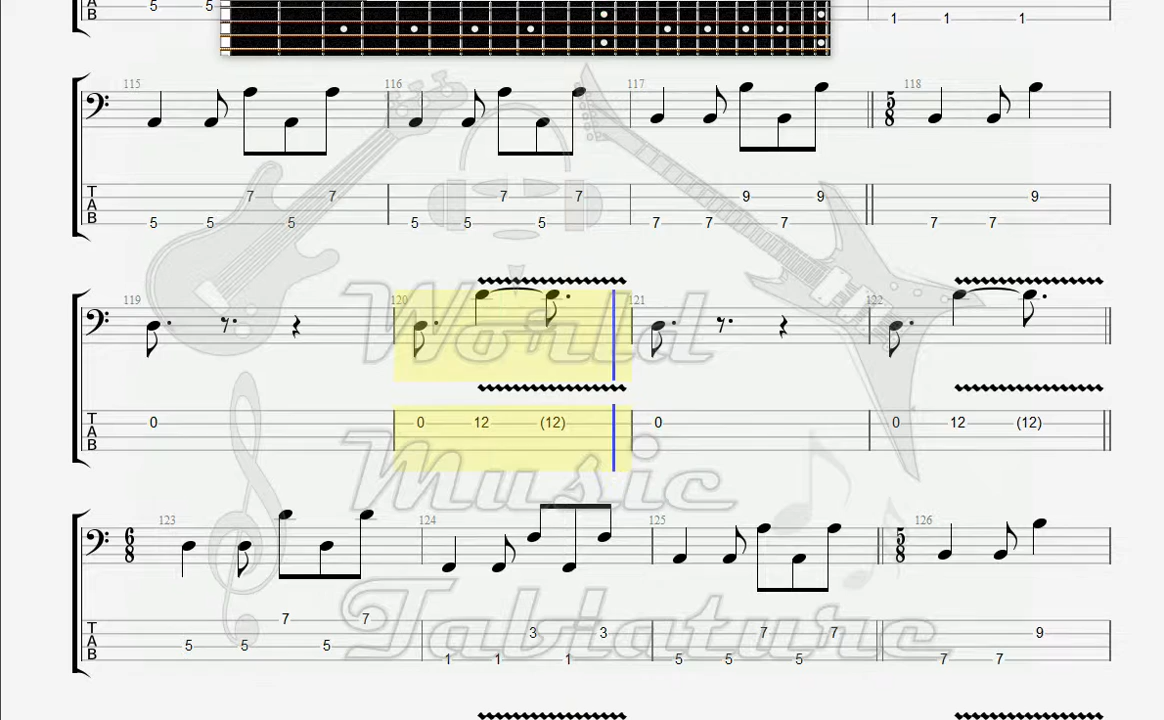 5 5 1 1 1
115 116 117 118
5 8
T A B 5 5 7 5 7 5 5 7 5 7 7 7 9 7 9 7 7 9
119 120 121 122
World
T A B 0 0 12 (12) 0 0 12 (12)
Music
123 124 125 126
6 8 5 8
Tablature
T A B 5 5 7 5 7 1 1 3 1 3 5 5 7 5 7 7 7 9